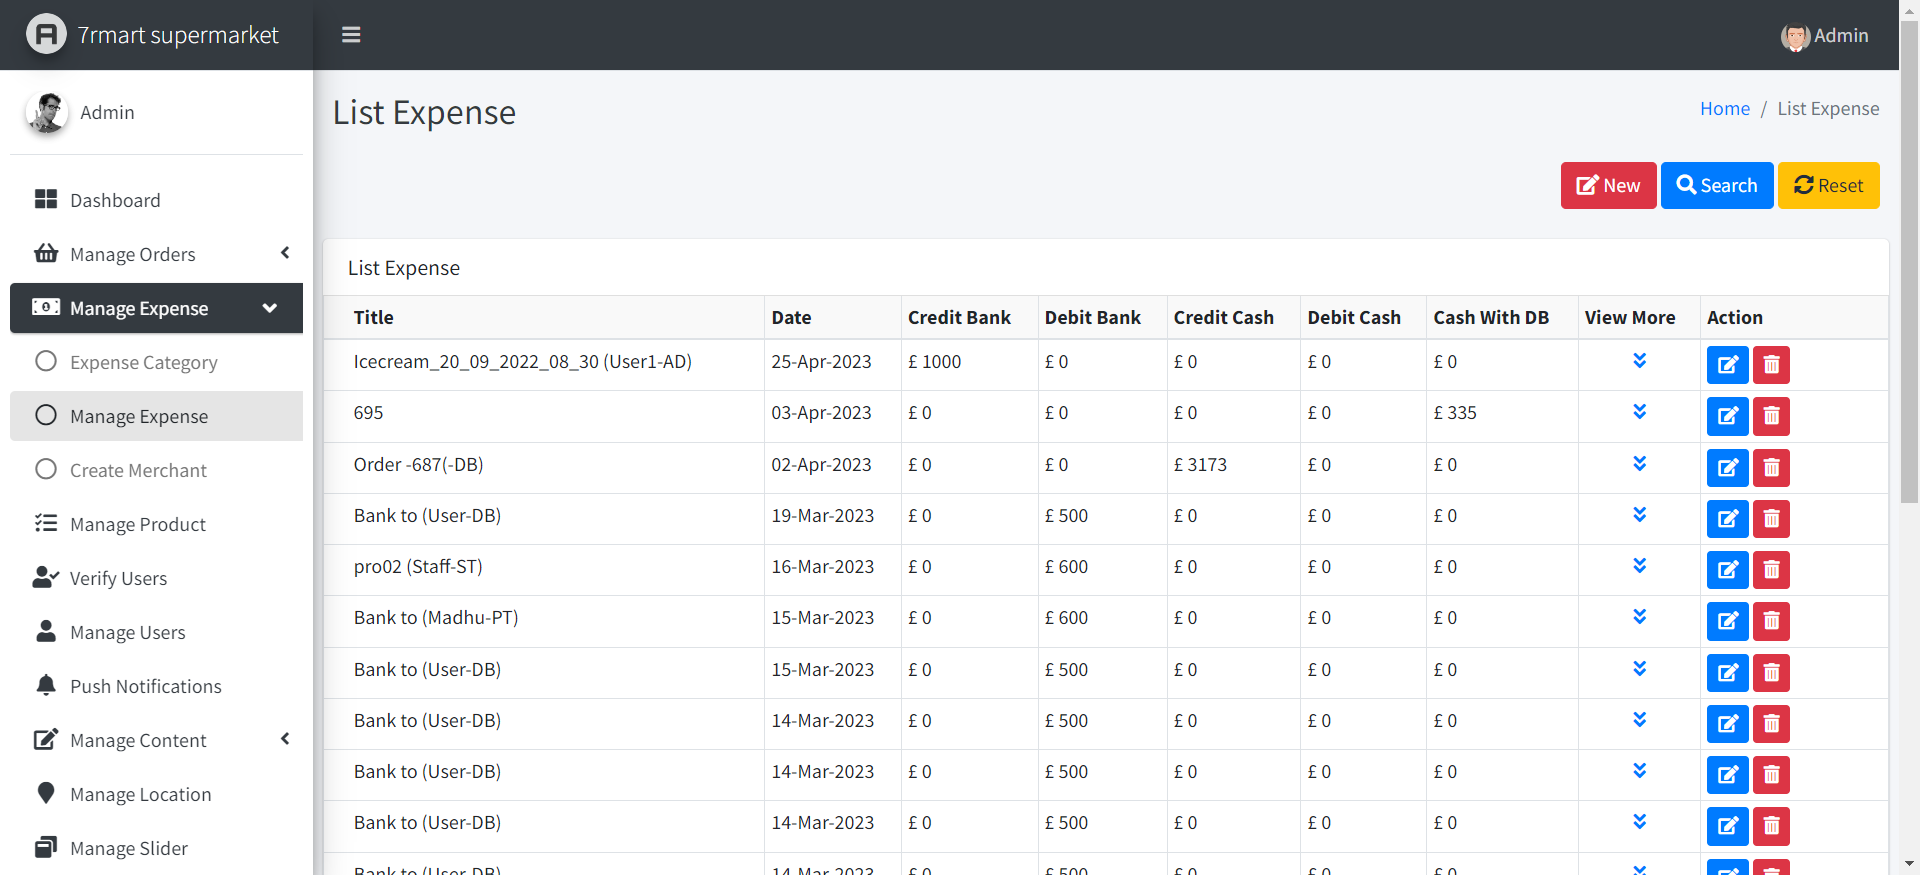 7rmart supermarket
Admin
Admin
Dashboard
Manage Orders
Manage Expense
Expense Category
Manage Expense
Create Merchant
Manage Product
Verify Users
Manage Users
Push Notifications
Manage Content
Manage Location
Manage Slider
List Expense
Home / List Expense
New Search Reset
List Expense
Title Date Credit Bank Debit Bank Credit Cash Debit Cash Cash With DB View More Action
Icecream_20_09_2022_08_30 (User1-AD) 25-Apr-2023 £ 1000 £ 0 £ 0 £ 0 £ 0
695 03-Apr-2023 £ 0 £ 0 £ 0 £ 0 £ 335
Order -687(-DB) 02-Apr-2023 £ 0 £ 0 £ 3173 £ 0 £ 0
Bank to (User-DB) 19-Mar-2023 £ 0 £ 500 £ 0 £ 0 £ 0
pro02 (Staff-ST) 16-Mar-2023 £ 0 £ 600 £ 0 £ 0 £ 0
Bank to (Madhu-PT) 15-Mar-2023 £ 0 £ 600 £ 0 £ 0 £ 0
Bank to (User-DB) 15-Mar-2023 £ 0 £ 500 £ 0 £ 0 £ 0
Bank to (User-DB) 14-Mar-2023 £ 0 £ 500 £ 0 £ 0 £ 0
Bank to (User-DB) 14-Mar-2023 £ 0 £ 500 £ 0 £ 0 £ 0
Bank to (User-DB) 14-Mar-2023 £ 0 £ 500 £ 0 £ 0 £ 0
Bank to (User-DB) 14-Mar-2023 £ 0 £ 500 £ 0 £ 0 £ 0